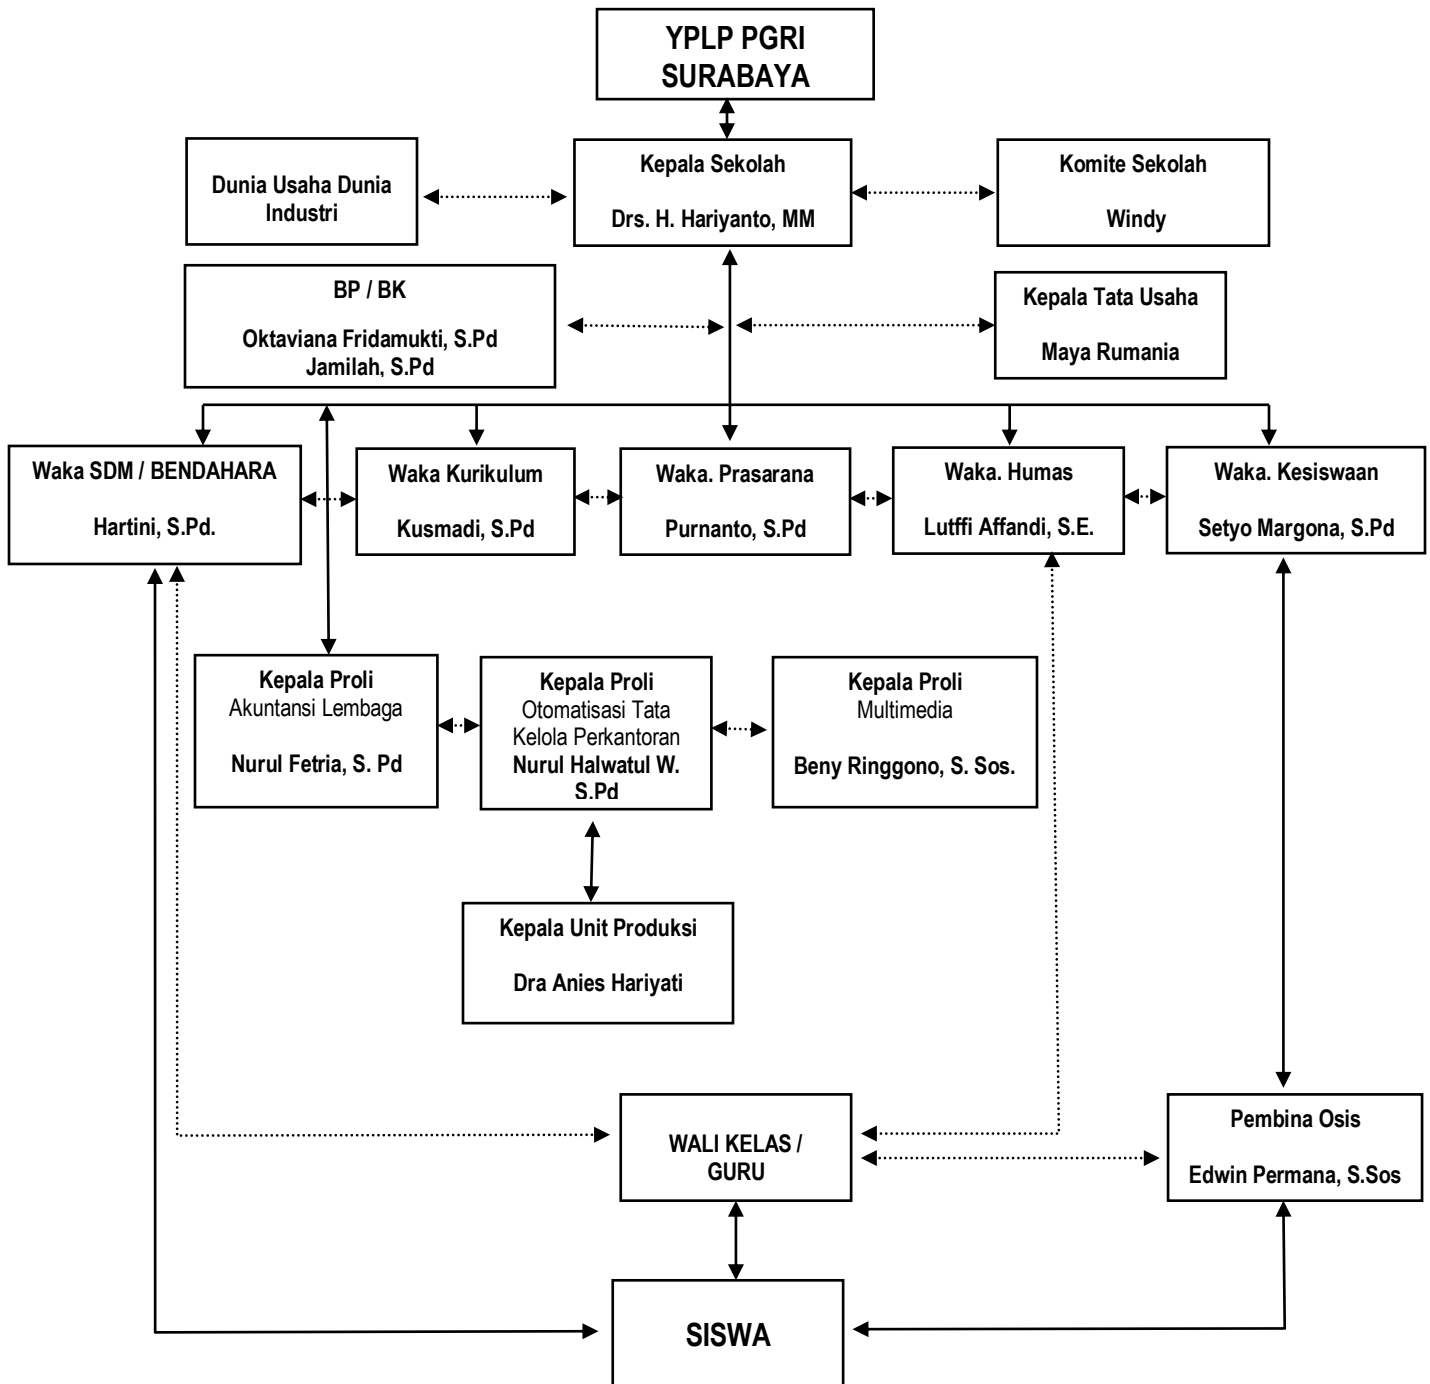 YPLP PGRI
SURABAYA
Dunia Usaha Dunia
Industri
Kepala Sekolah
Drs. H. Hariyanto, MM
Komite Sekolah
Windy
BP / BK
Oktaviana Fridamukti, S.Pd
Jamilah, S.Pd
Kepala Tata Usaha
Maya Rumania
Waka SDM / BENDAHARA
Hartini, S.Pd.
Waka Kurikulum
Kusmadi, S.Pd
Waka. Prasarana
Purnanto, S.Pd
Waka. Humas
Lutffi Affandi, S.E.
Waka. Kesiswaan
Setyo Margona, S.Pd
Kepala Proli
Akuntansi Lembaga
Nurul Fetria, S. Pd
Kepala Proli
Otomatisasi Tata
Kelola Perkantoran
Nurul Halwatul W.
S.Pd
Kepala Proli
Multimedia
Beny Ringgono, S. Sos.
Kepala Unit Produksi
Dra Anies Hariyati
WALI KELAS /
GURU
Pembina Osis
Edwin Permana, S.Sos
SISWA